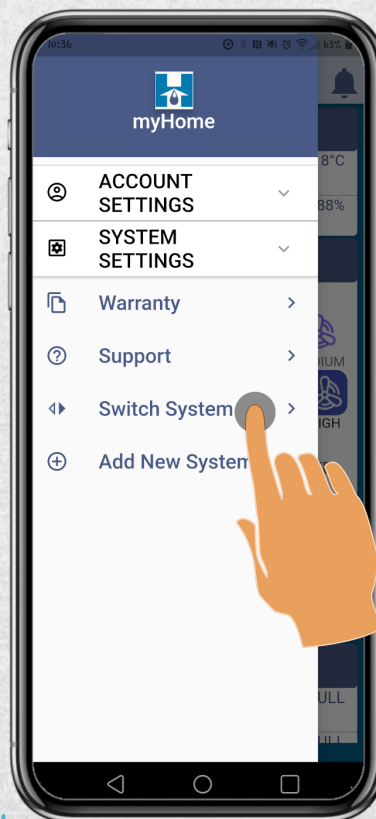 10:36
63%
myHome
8°C
ACCOUNT
SETTINGS
88%
SYSTEM
SETTINGS
Warranty
Support
DIUM
Switch System
IGH
Add New System
ULL
ULL